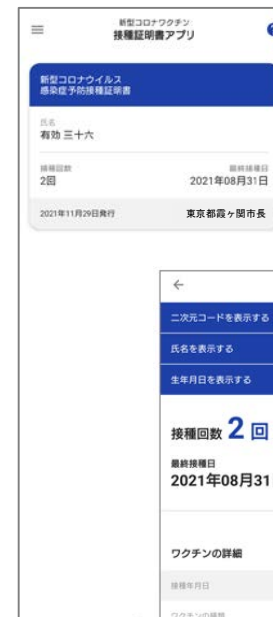 新型コロナワクチン
接種証明書アプリ
新型コロナウイルス
感染症予防接種証明書
氏名
有効 三十六
接種回数
最終接種日
2回
2021年08月31日
2021年11月29日発行
東京都霞ヶ関市長
二次元コードを表示する
氏名を表示する
生年月日を表示する
接種回数 2 回
最終接種日
2021年08月31
ワクチンの詳細
接種年月日
ワクチンの種類